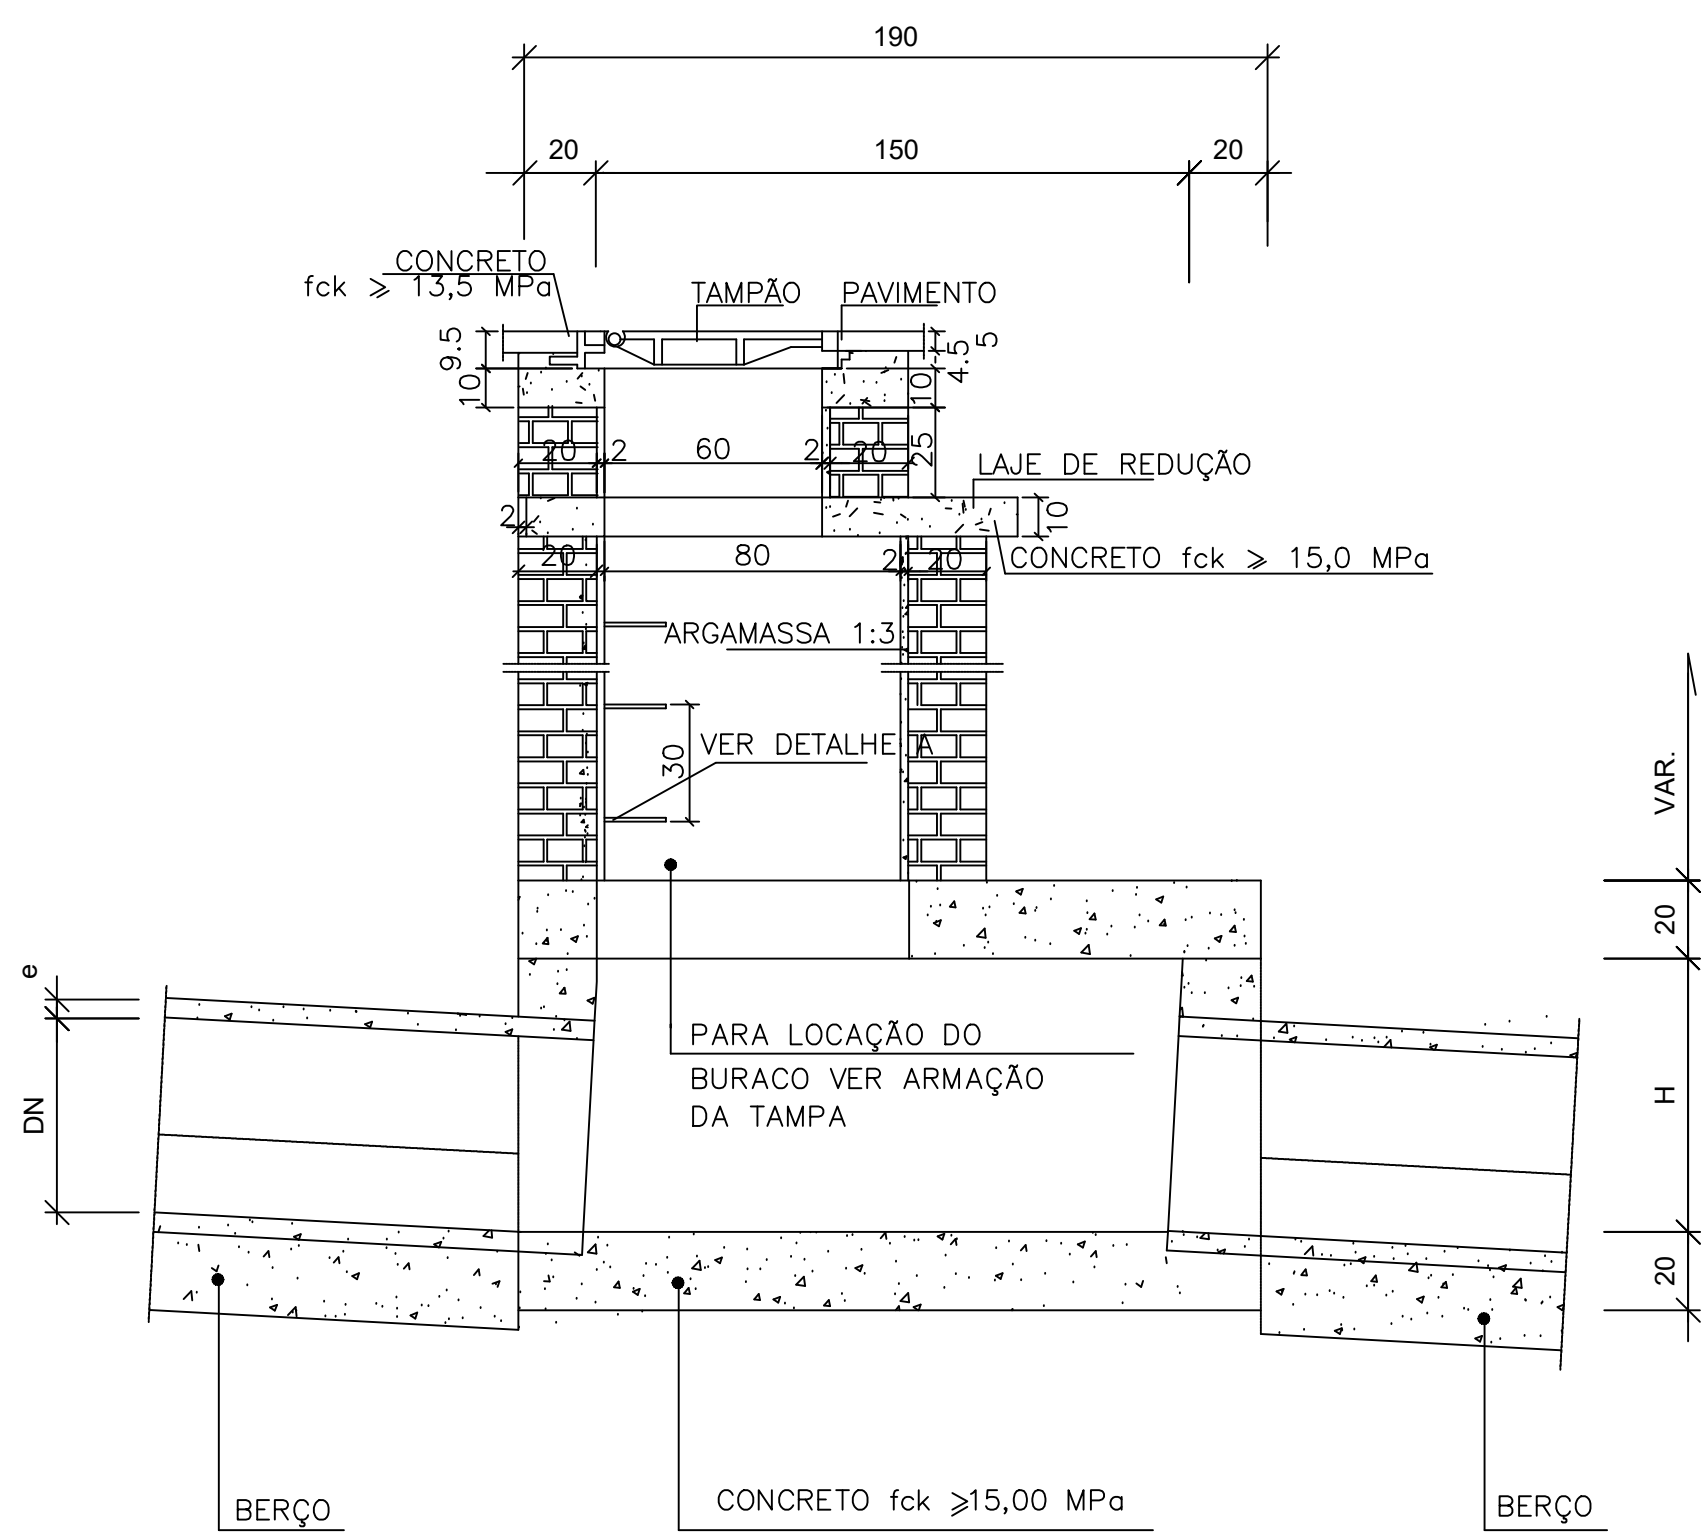 190
20
150
20
CONCRETO
fck ⩾ 13,5 MPa
TAMPÃO
PAVIMENTO
9.5
10
5
4.5
10
25
20
2
60
2
20
LAJE DE REDUÇÃO
2
10
20
80
2
20
CONCRETO fck ⩾ 15,0 MPa
ARGAMASSA 1:3
30
VER DETALHE A
VAR.
20
e
DN
PARA LOCAÇÃO DO
BURACO VER ARMAÇÃO
DA TAMPA
H
20
BERÇO
CONCRETO fck ⩾15,00 MPa
BERÇO